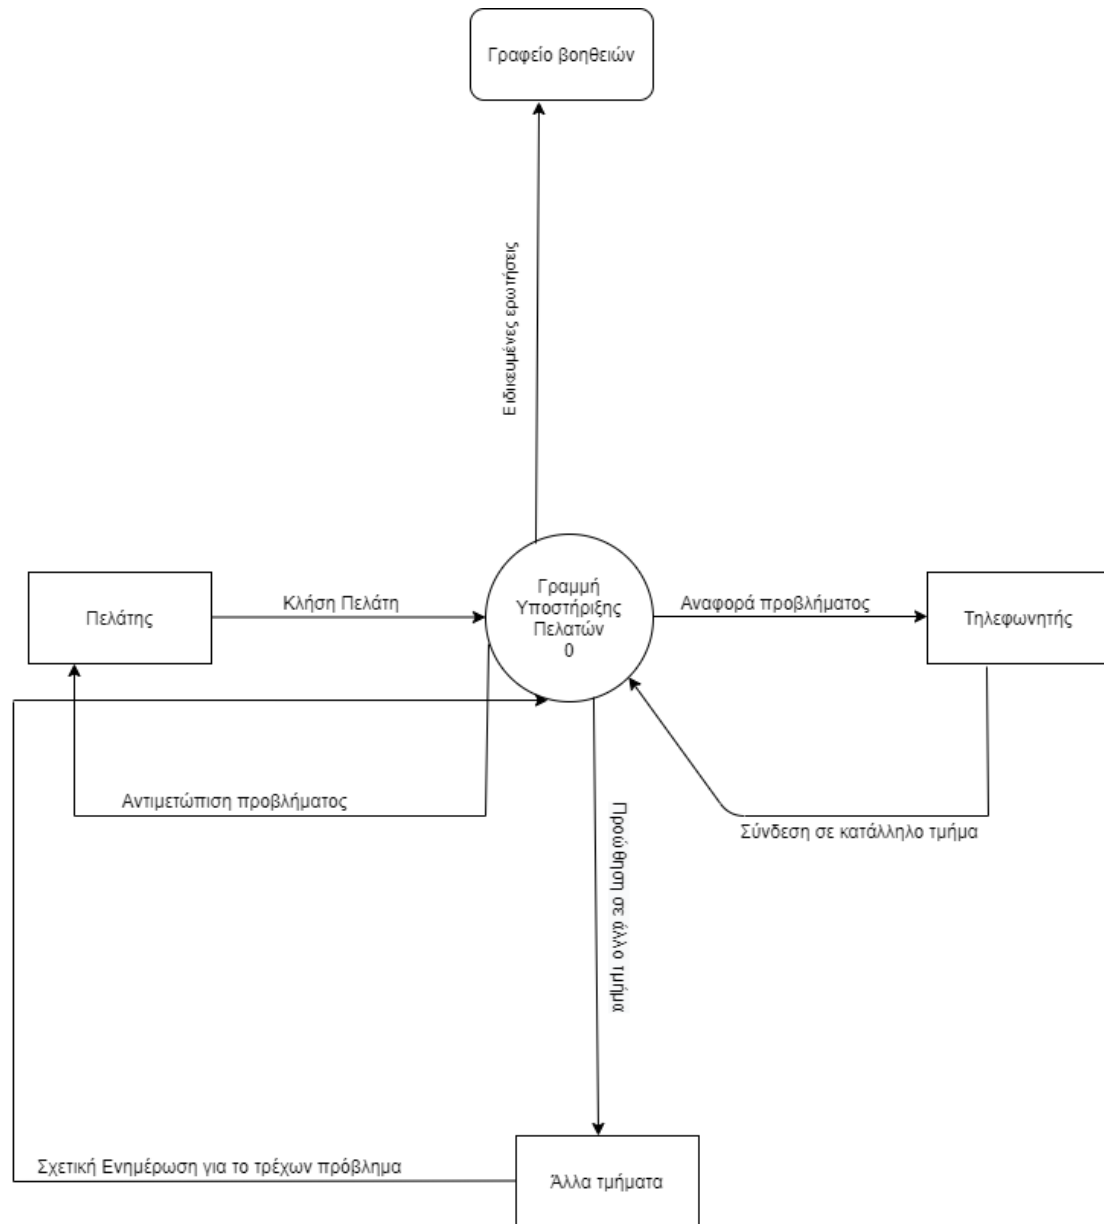 Γραφείο βοηθειών
Ειδικευμένες ερωτήσεις
Γραμμή
Υποστήριξης
Πελατών
0
Πελάτης
Κλήση Πελάτη
Αναφορά προβλήματος
Τηλεφωνητής
Αντιμετώπιση προβλήματος
Προώθηση σε άλλο τμήμα
Σύνδεση σε κατάλληλο τμήμα
Σχετική Ενημέρωση για το τρέχων πρόβλημα
Άλλα τμήματα